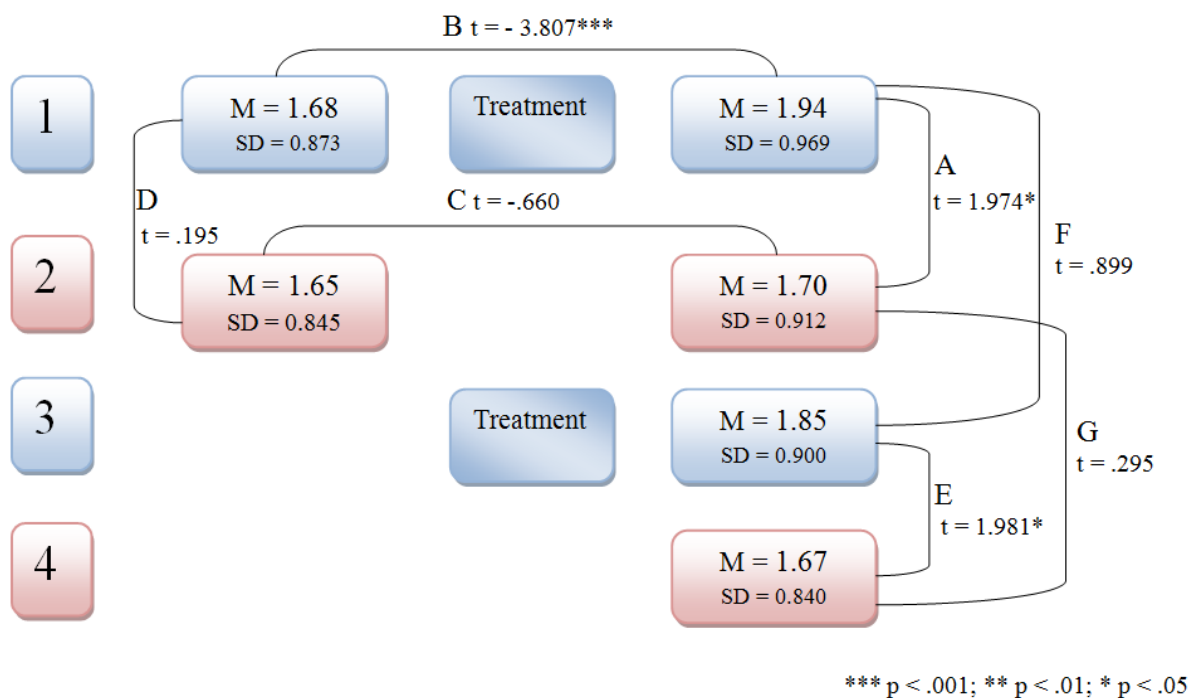 B t = - 3.807***
1
M = 1.68
SD = 0.873
Treatment
M = 1.94
SD = 0.969
A
t = 1.974*
D
t = .195
C t = -.660
F
t = .899
2
M = 1.65
SD = 0.845
M = 1.70
SD = 0.912
3
Treatment
M = 1.85
SD = 0.900
G
t = .295
E
t = 1.981*
4
M = 1.67
SD = 0.840
*** p < .001; ** p < .01; * p < .05